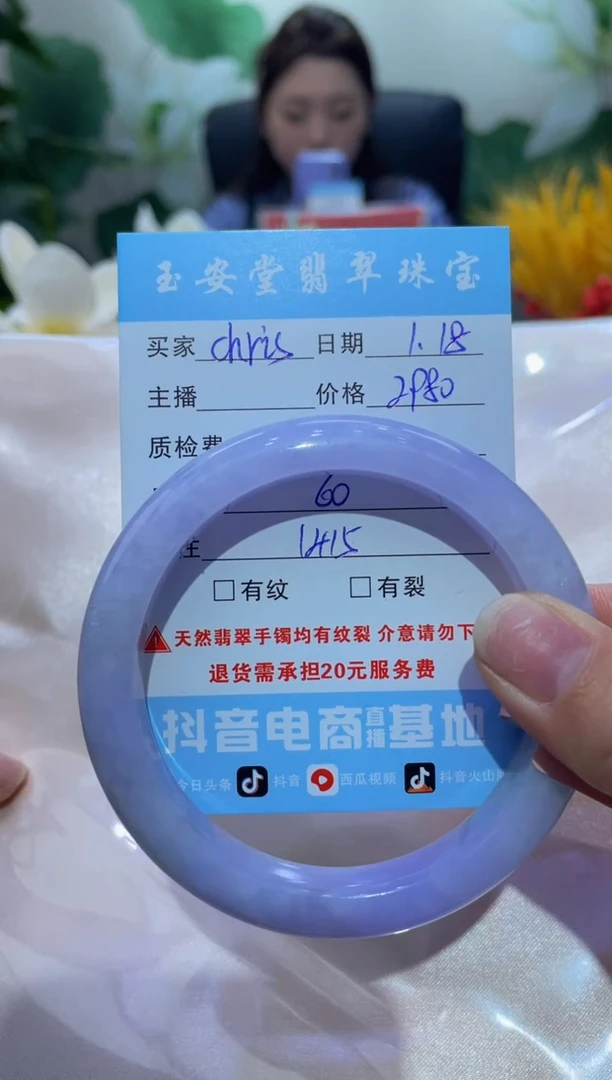 玉安堂翡翠珠宝
买家 chris 日期 1.18
主播 价格 2980
质检费
60
注 1415
□有纹 □有裂
天然翡翠手镯均有纹裂 介意请勿下
退货需承担20元服务费
抖音电商直播基地
今日头条 抖音 西瓜视频 抖音火山